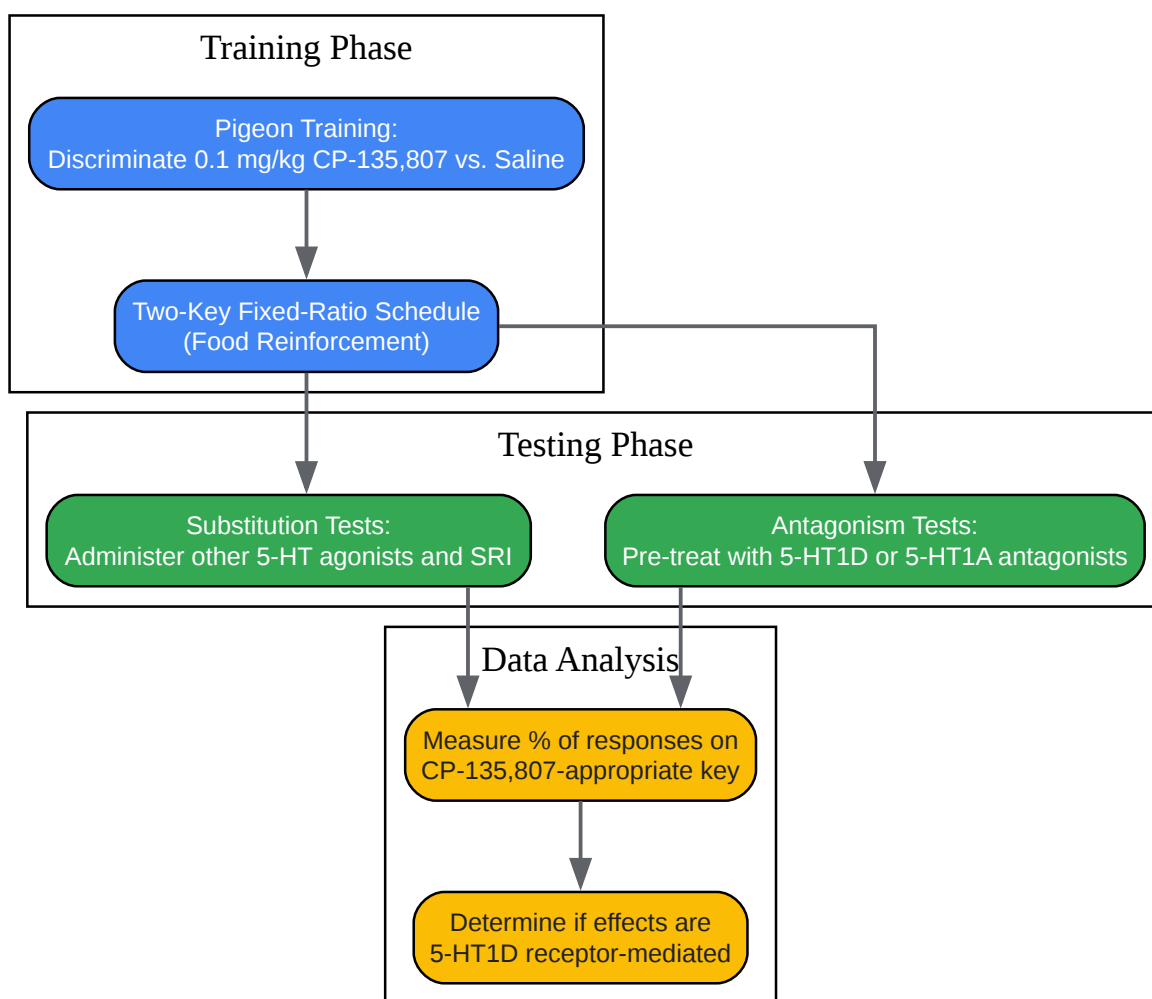 Training Phase
Pigeon Training:
Discriminate 0.1 mg/kg CP-135,807 vs. Saline
Two-Key Fixed-Ratio Schedule
(Food Reinforcement)
Testing Phase
Substitution Tests:
Administer other 5-HT agonists and SRI
Antagonism Tests:
Pre-treat with 5-HT1D or 5-HT1A antagonists
Data Analysis
Measure % of responses on
CP-135,807-appropriate key
Determine if effects are
5-HT1D receptor-mediated